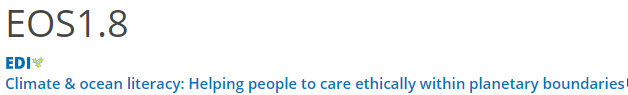 EOS1.8
EDI
Climate & ocean literacy: Helping people to care ethically within planetary boundaries